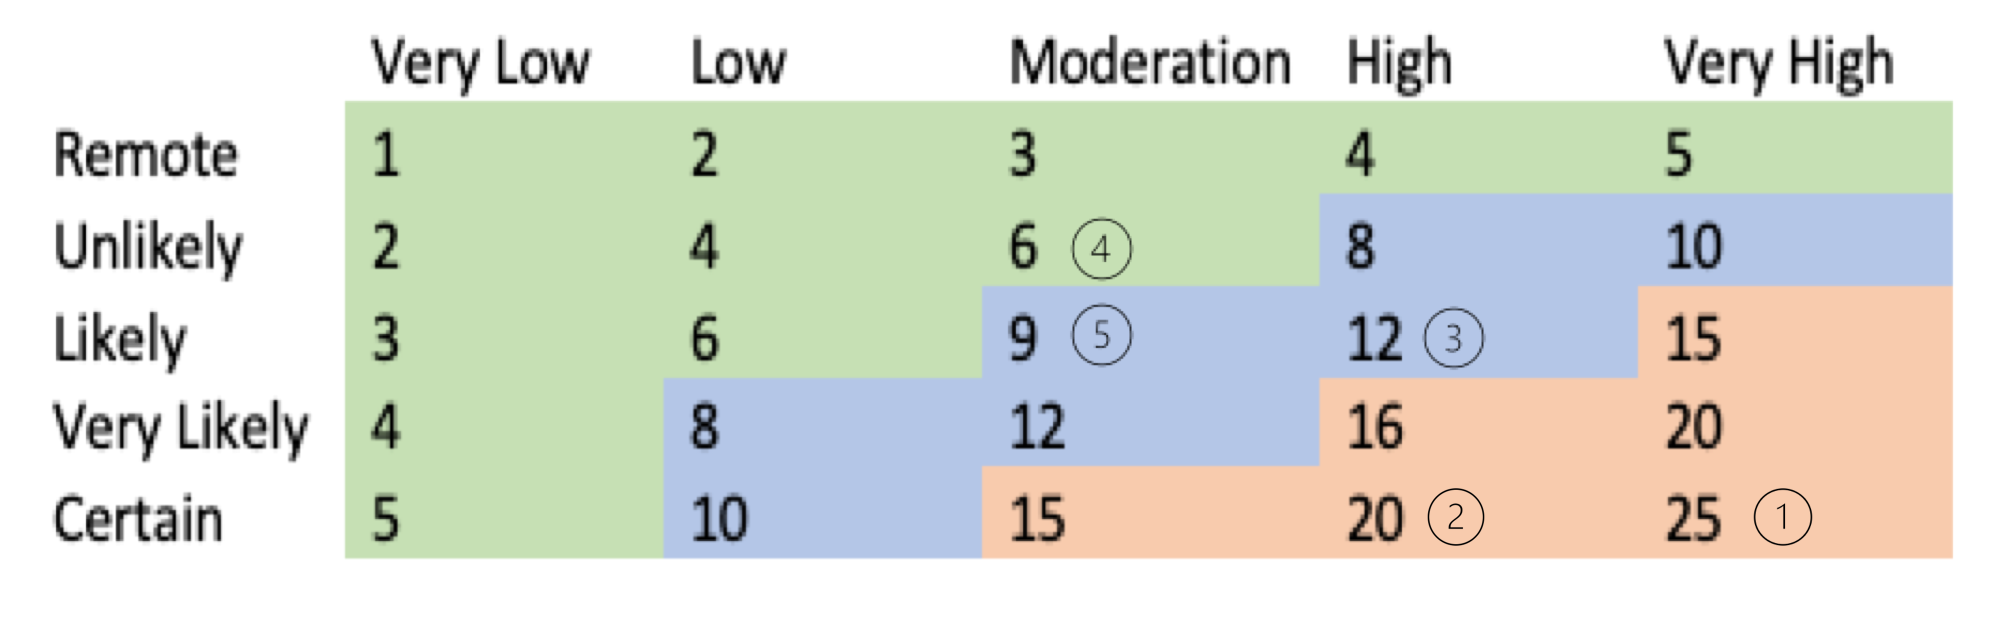 Very Low Low Moderation High Very High
Remote 1 2 3 4 5
Unlikely 2 4 6 ④ 8 10
Likely 3 6 9 ⑤ 12 ③ 15
Very Likely 4 8 12 16 20
Certain 5 10 15 20 ② 25 ①